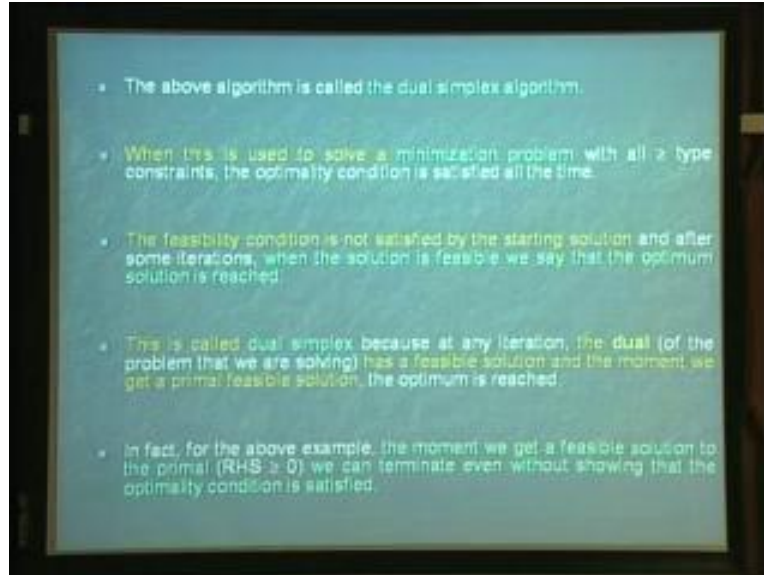 The above algorithm is called the dual simplex algorithm.
When this is used to solve a minimization problem with all ≥ type
constraints, the optimality condition is satisfied all the time.
The feasibility condition is not satisfied by the starting solution and after
some iterations, when the solution is feasible we say that the optimum
solution is reached.
This is called dual simplex because at any iteration, the dual (of the
problem that we are solving) has a feasible solution and the moment we
get a primal feasible solution, the optimum is reached.
In fact, for the above example, the moment we get a feasible solution to
the primal (RHS ≥ 0) we can terminate even without showing that the
optimality condition is satisfied.